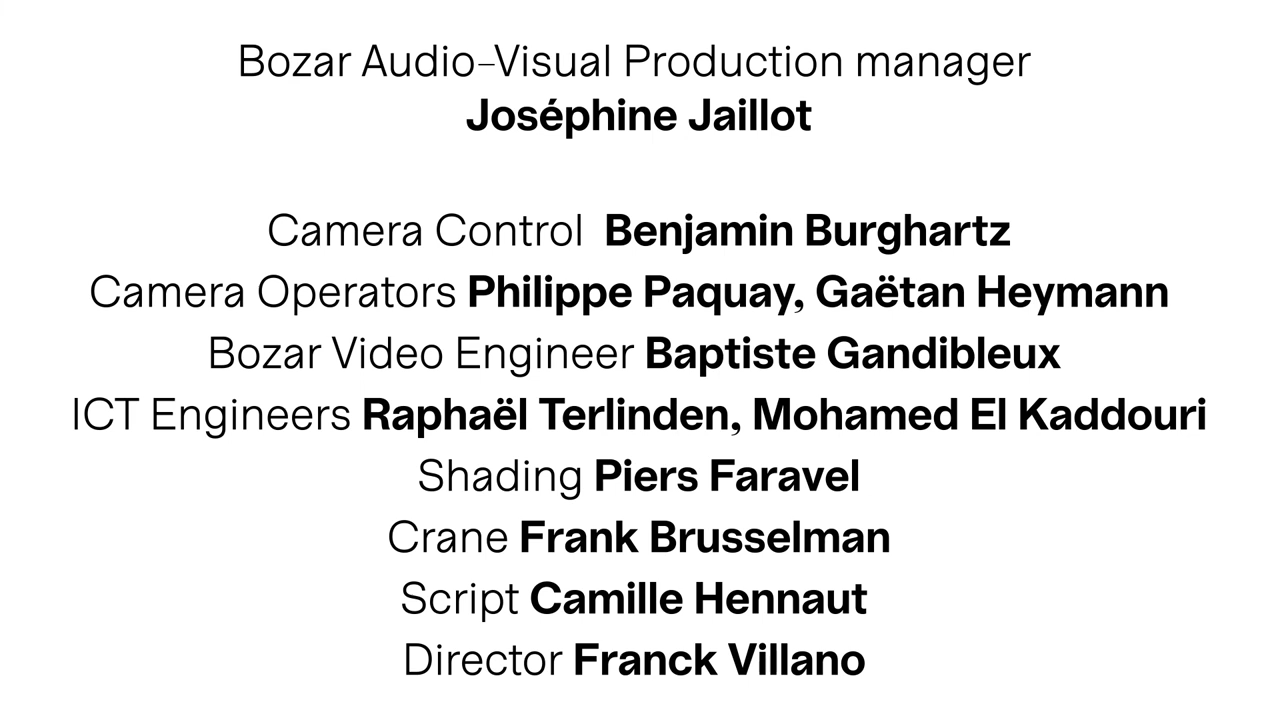 Bozar Audio–Visual Production manager
Joséphine Jaillot
Camera Control Benjamin Burghartz
Camera Operators Philippe Paquay, Gaëtan Heymann
Bozar Video Engineer Baptiste Gandibleux
ICT Engineers Raphaël Terlinden, Mohamed El Kaddouri
Shading Piers Faravel
Crane Frank Brusselman
Script Camille Hennaut
Director Franck Villano